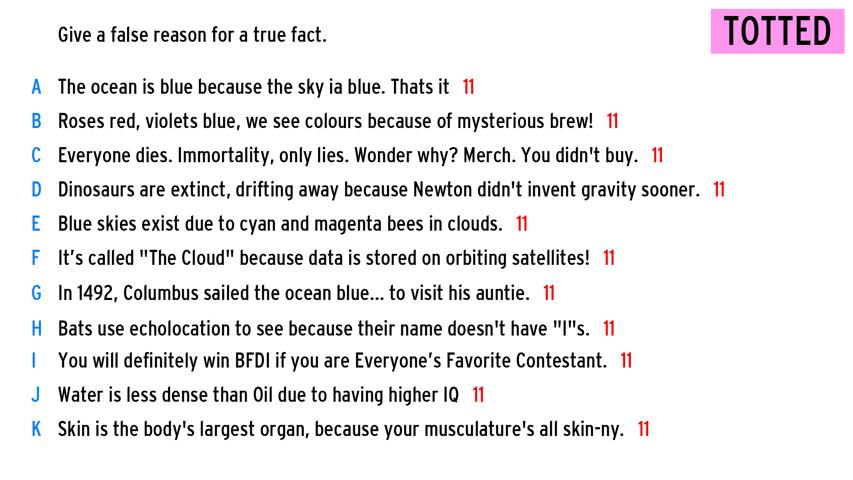 Give a false reason for a true fact.
TOTTED
A The ocean is blue because the sky ia blue. Thats it 11
B Roses red, violets blue, we see colours because of mysterious brew! 11
C Everyone dies. Immortality, only lies. Wonder why? Merch. You didn't buy. 11
D Dinosaurs are extinct, drifting away because Newton didn't invent gravity sooner. 11
E Blue skies exist due to cyan and magenta bees in clouds. 11
F It’s called "The Cloud" because data is stored on orbiting satellites! 11
G In 1492, Columbus sailed the ocean blue... to visit his auntie. 11
H Bats use echolocation to see because their name doesn't have "I"s. 11
I You will definitely win BFDI if you are Everyone’s Favorite Contestant. 11
J Water is less dense than Oil due to having higher IQ 11
K Skin is the body's largest organ, because your musculature's all skin-ny. 11